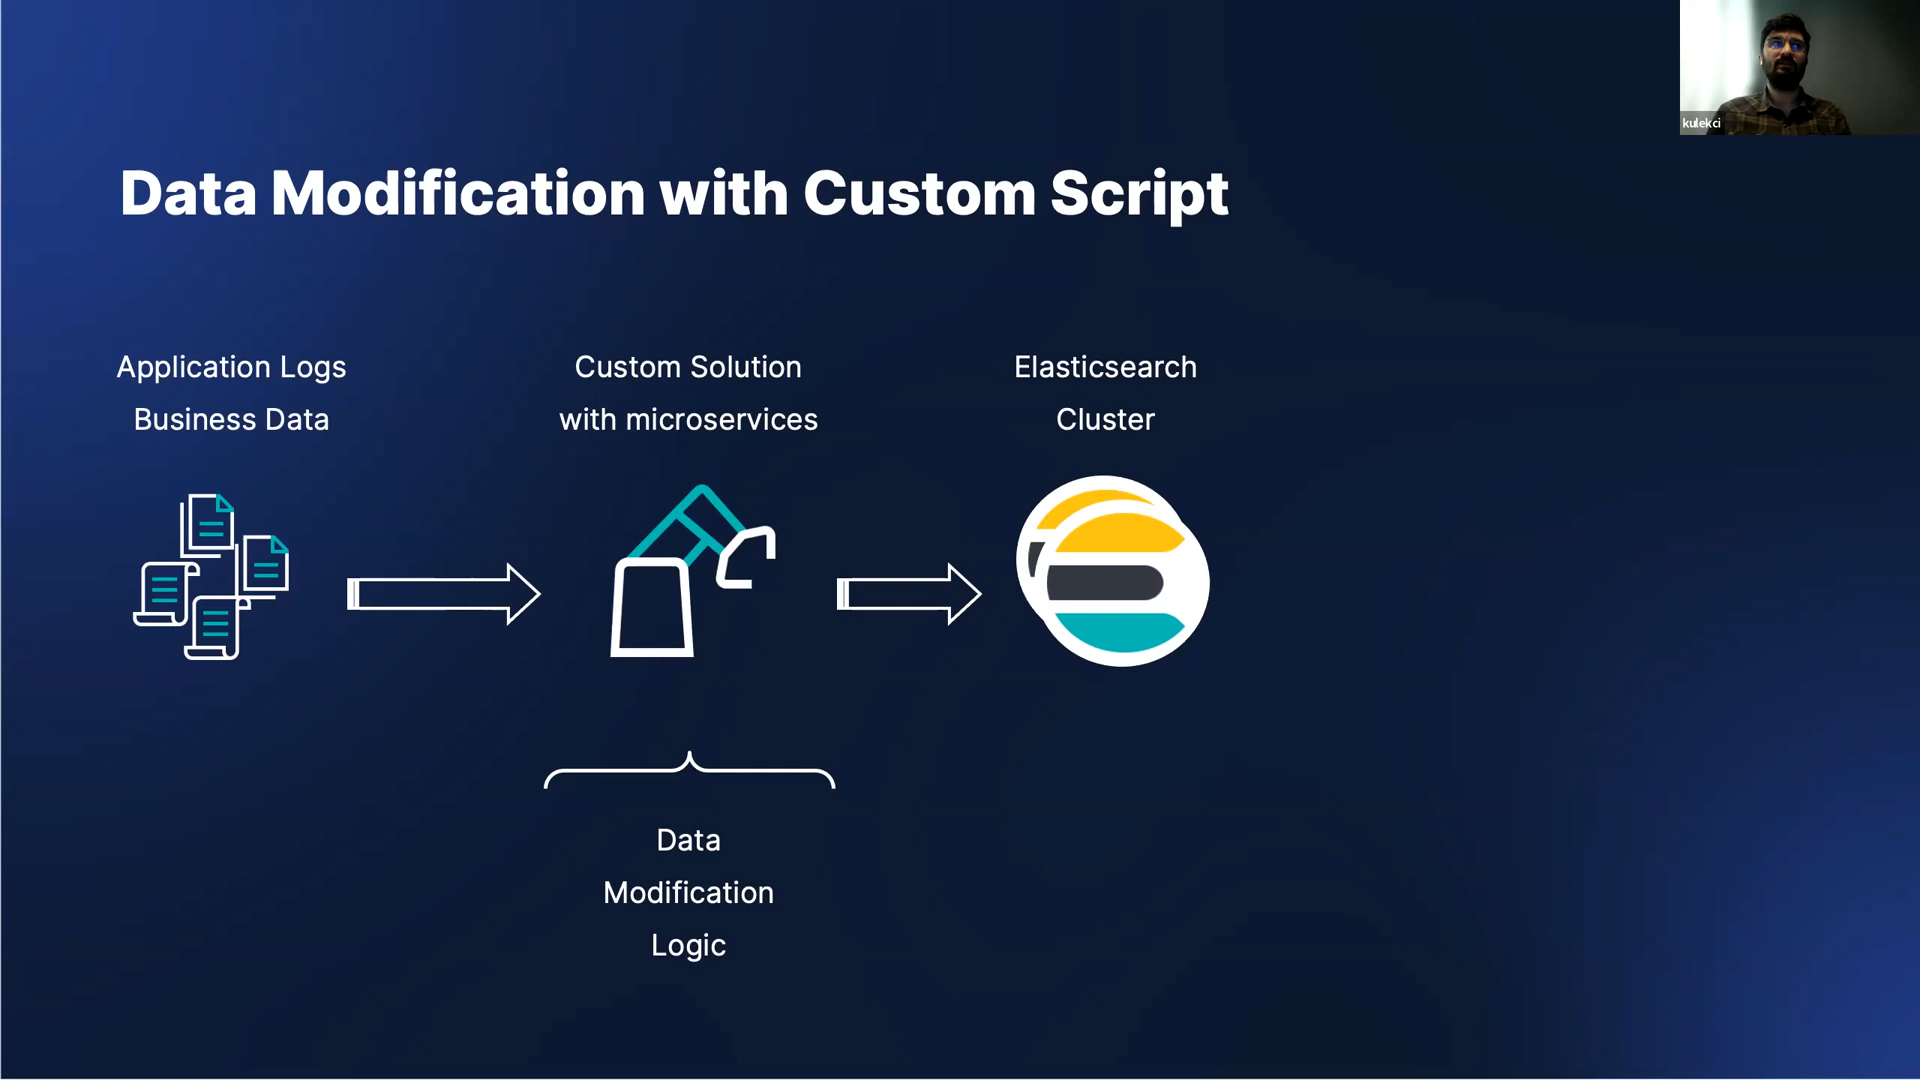 kulekci
Data Modification with Custom Script
Application Logs
Business Data
Custom Solution
with microservices
Elasticsearch
Cluster
Data
Modification
Logic